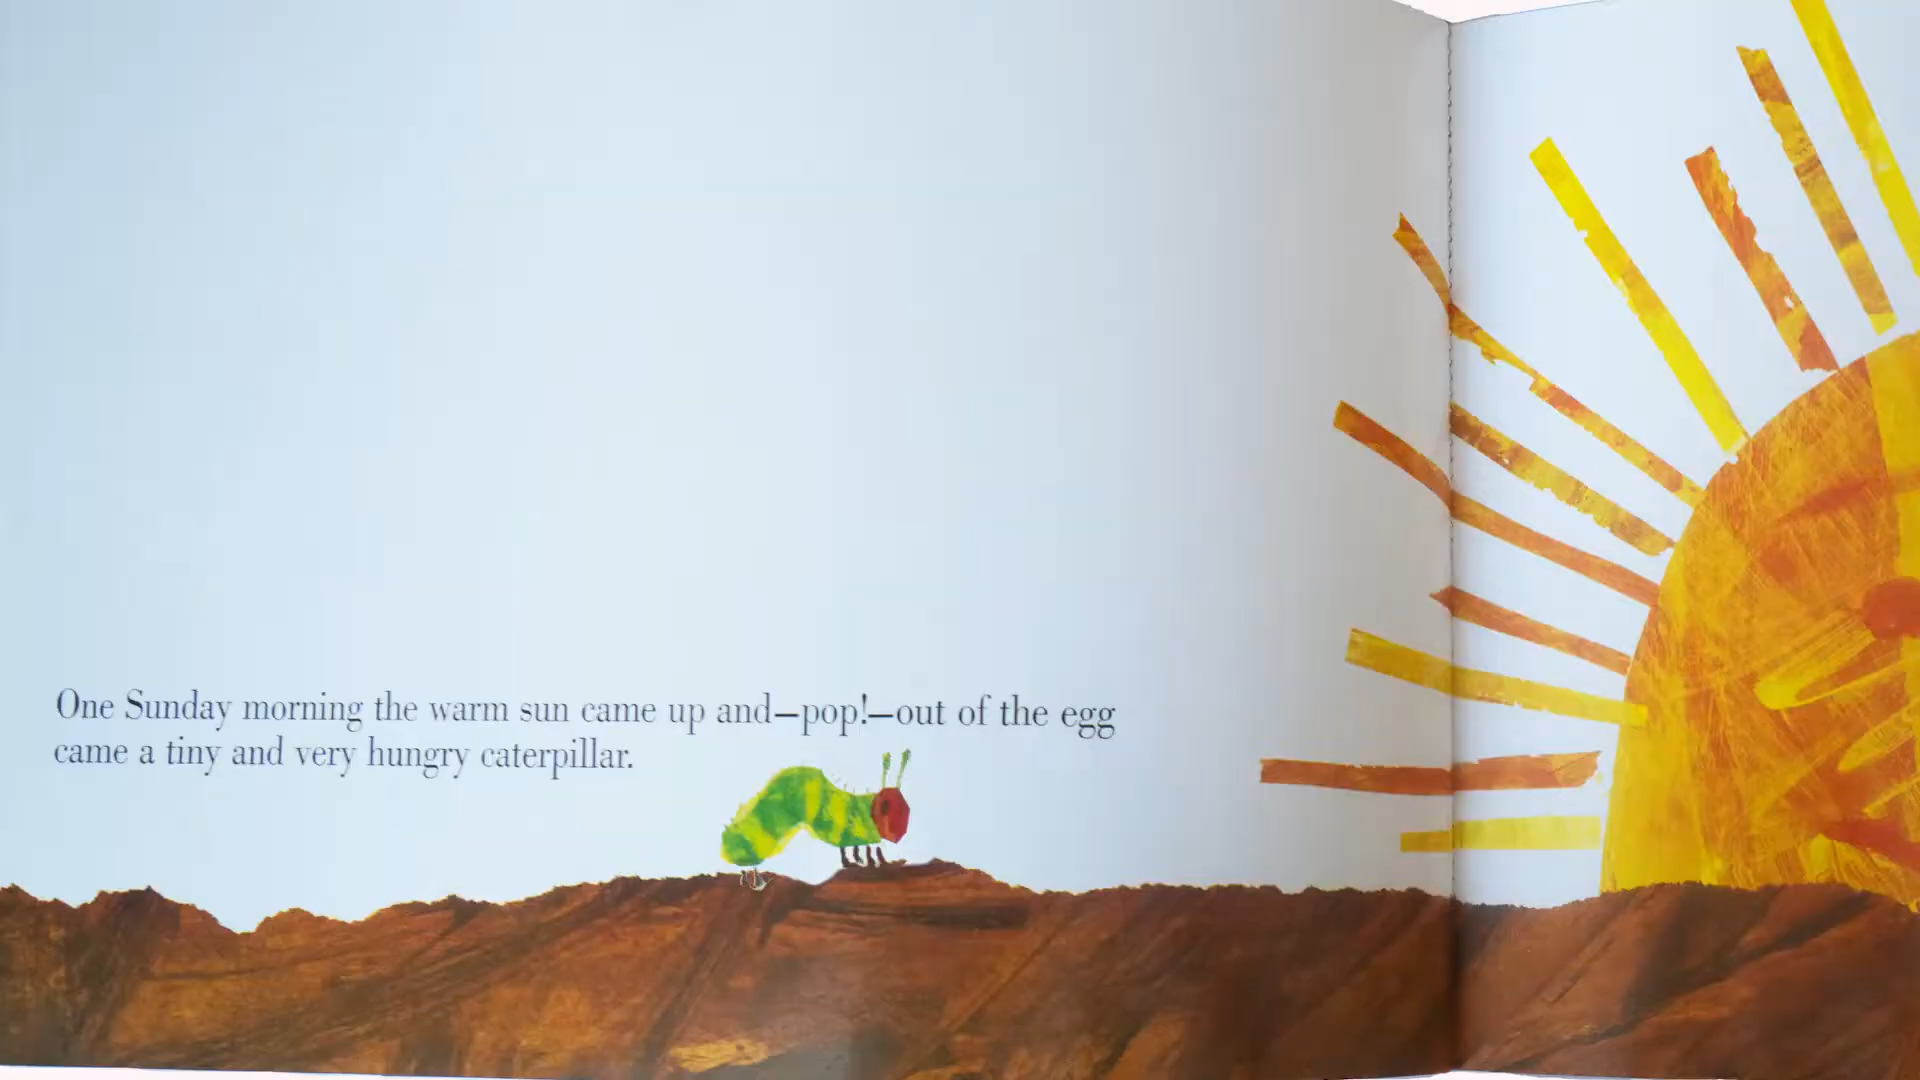 One Sunday morning the warm sun came up and—pop!—out of the egg
came a tiny and very hungry caterpillar.